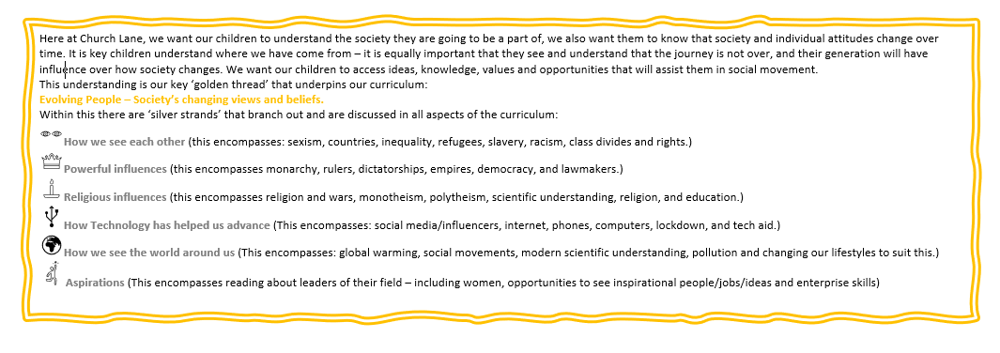 Here at Church Lane, we want our children to understand the society they are going to be a part of, we also want them to know that society and individual attitudes change over
time. It is key children understand where we have come from – it is equally important that they see and understand that the journey is not over, and their generation will have
influence over how society changes. We want our children to access ideas, knowledge, values and opportunities that will assist them in social movement.
This understanding is our key ‘golden thread’ that underpins our curriculum:
Evolving People – Society’s changing views and beliefs.
Within this there are ‘silver strands’ that branch out and are discussed in all aspects of the curriculum:
How we see each other (this encompasses: sexism, countries, inequality, refugees, slavery, racism, class divides and rights.)
Powerful influences (this encompasses monarchy, rulers, dictatorships, empires, democracy, and lawmakers.)
Religious influences (this encompasses religion and wars, monotheism, polytheism, scientific understanding, religion, and education.)
How Technology has helped us advance (This encompasses: social media/influencers, internet, phones, computers, lockdown, and tech aid.)
How we see the world around us (This encompasses: global warming, social movements, modern scientific understanding, pollution and changing our lifestyles to suit this.)
Aspirations (This encompasses reading about leaders of their field – including women, opportunities to see inspirational people/jobs/ideas and enterprise skills)